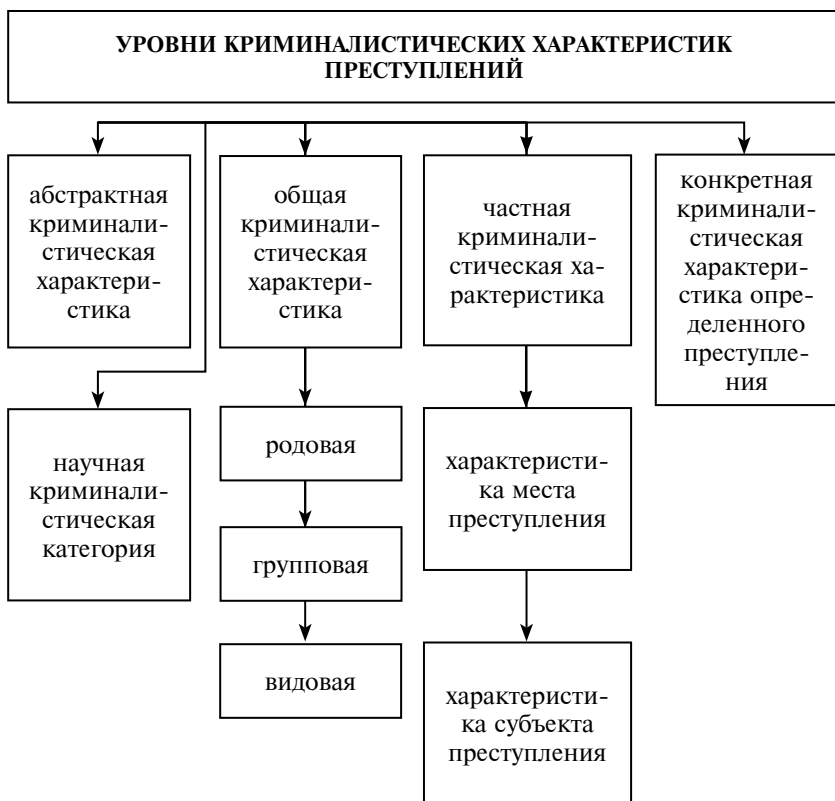 УРОВНИ КРИМИНАЛИСТИЧЕСКИХ ХАРАКТЕРИСТИК
ПРЕСТУПЛЕНИЙ
абстрактная
криминали-
стическая
характери-
стика
общая
криминали-
стическая
характери-
стика
частная
криминали-
стическая ха-
рактеристика
конкретная
криминали-
стическая
характери-
стика опре-
деленного
преступле-
ния
научная
криминали-
стическая
категория
родовая
групповая
видовая
характеристи-
ка места
преступления
характеристи-
ка субъекта
преступления